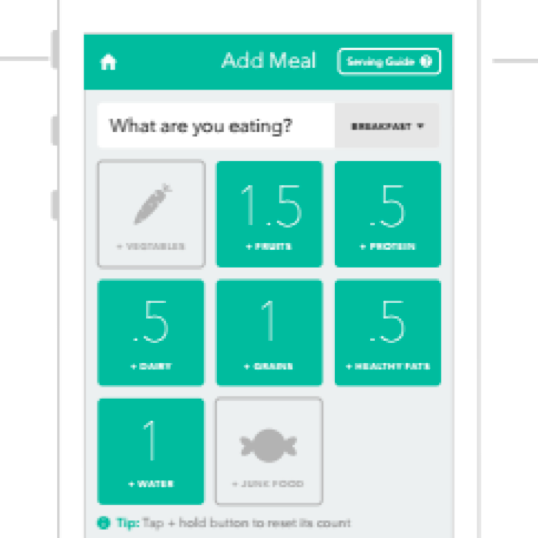 Add Meal
Serving Guide ?
What are you eating?
BREAKFAST
+ VEGETABLES
1.5
+ FRUITS
.5
+ PROTEIN
.5
+ DAIRY
1
+ GRAINS
.5
+ HEALTHY FATS
1
+ WATER
+ JUNK FOOD
Tip: Tap + hold button to reset its count